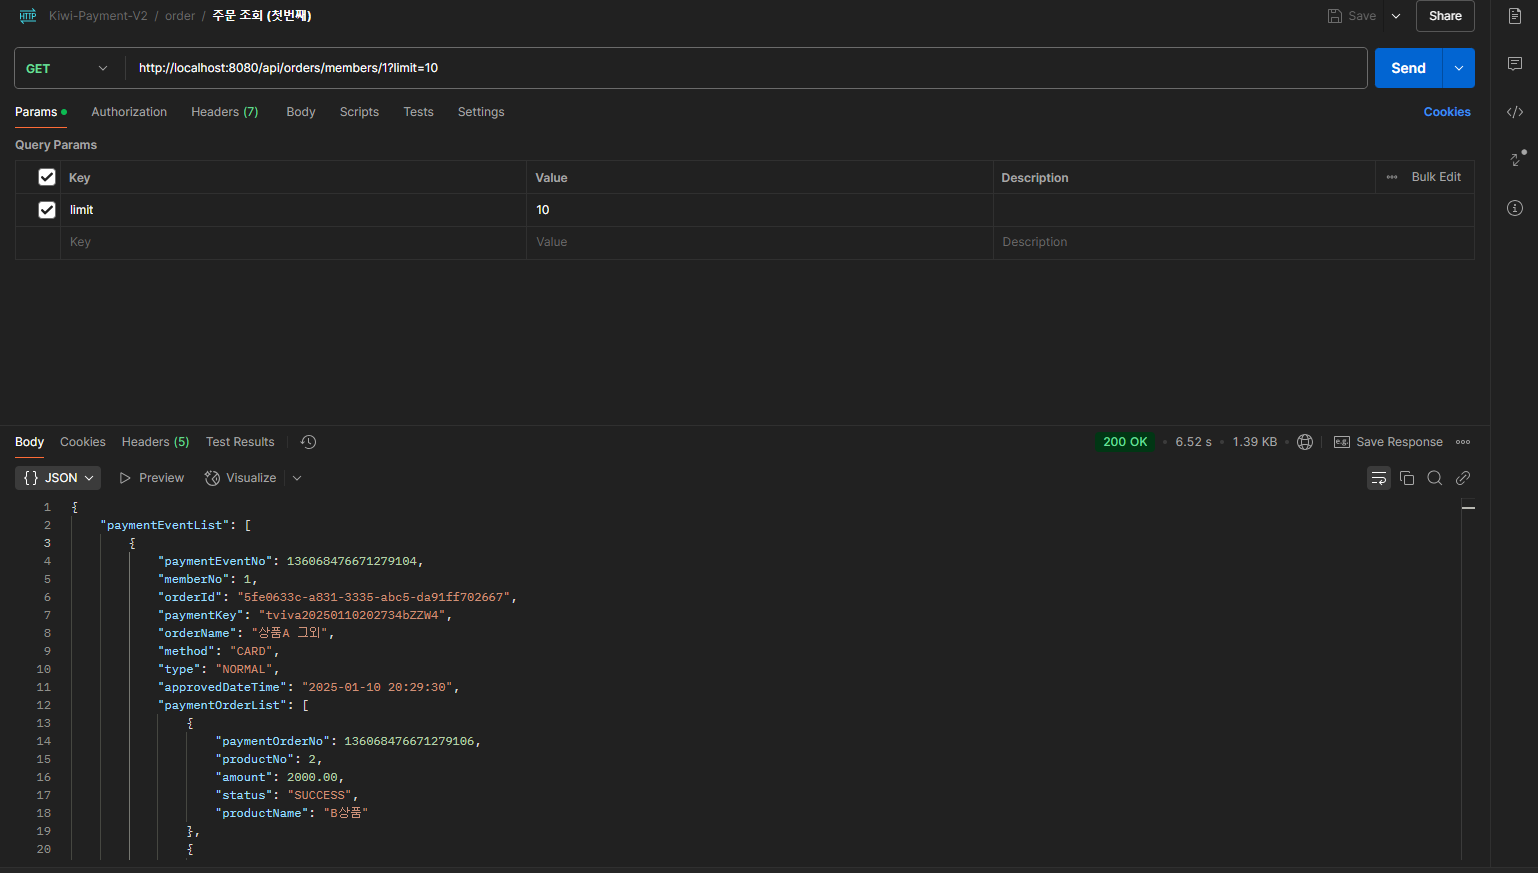 HTTP Kiwi-Payment-V2 / order / 주문 조회 (첫번째) Save Share
GET http://localhost:8080/api/orders/members/1?limit=10 Send
Params Authorization Headers (7) Body Scripts Tests Settings Cookies
Query Params
Key Value Description Bulk Edit
limit 10
Key Value Description
Body Cookies Headers (5) Test Results 200 OK 6.52 s 1.39 KB e.g. Save Response
{} JSON Preview Visualize
1 {
2 "paymentEventList": [
3 {
4 "paymentEventNo": 136068476671279104,
5 "memberNo": 1,
6 "orderId": "5fe0633c-a831-3335-abc5-da91ff702667",
7 "paymentKey": "tviva20250110202734bZZW4",
8 "orderName": "상품A 그외",
9 "method": "CARD",
10 "type": "NORMAL",
11 "approvedDateTime": "2025-01-10 20:29:30",
12 "paymentOrderList": [
13 {
14 "paymentOrderNo": 136068476671279106,
15 "productNo": 2,
16 "amount": 2000.00,
17 "status": "SUCCESS",
18 "productName": "B상품"
19 },
20 {